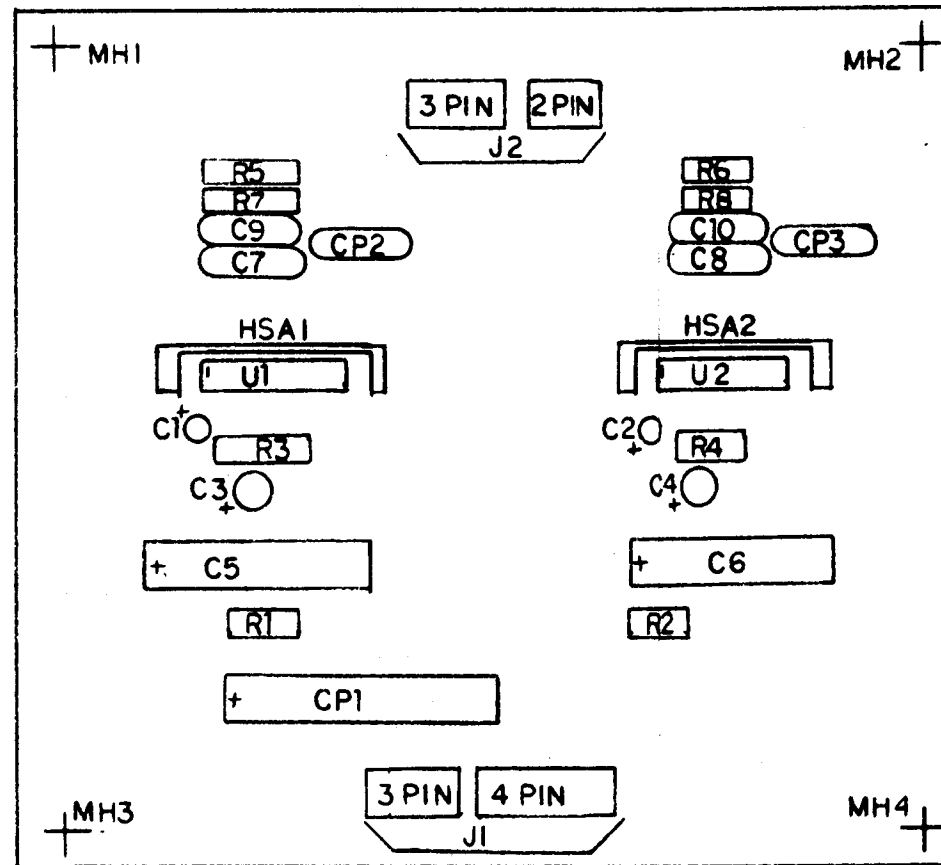 MH1
MH2
3 PIN 2 PIN
J2
R5
R6
R7
R8
C9
C10
CP2
CP3
C7
C8
HSA1
HSA2
U1
U2
+
C1
C2
+
R3
R4
C3
+
C4
+
+ C5
+ C6
R1
R2
+ CP1
3 PIN 4 PIN
MH3
MH4
J1